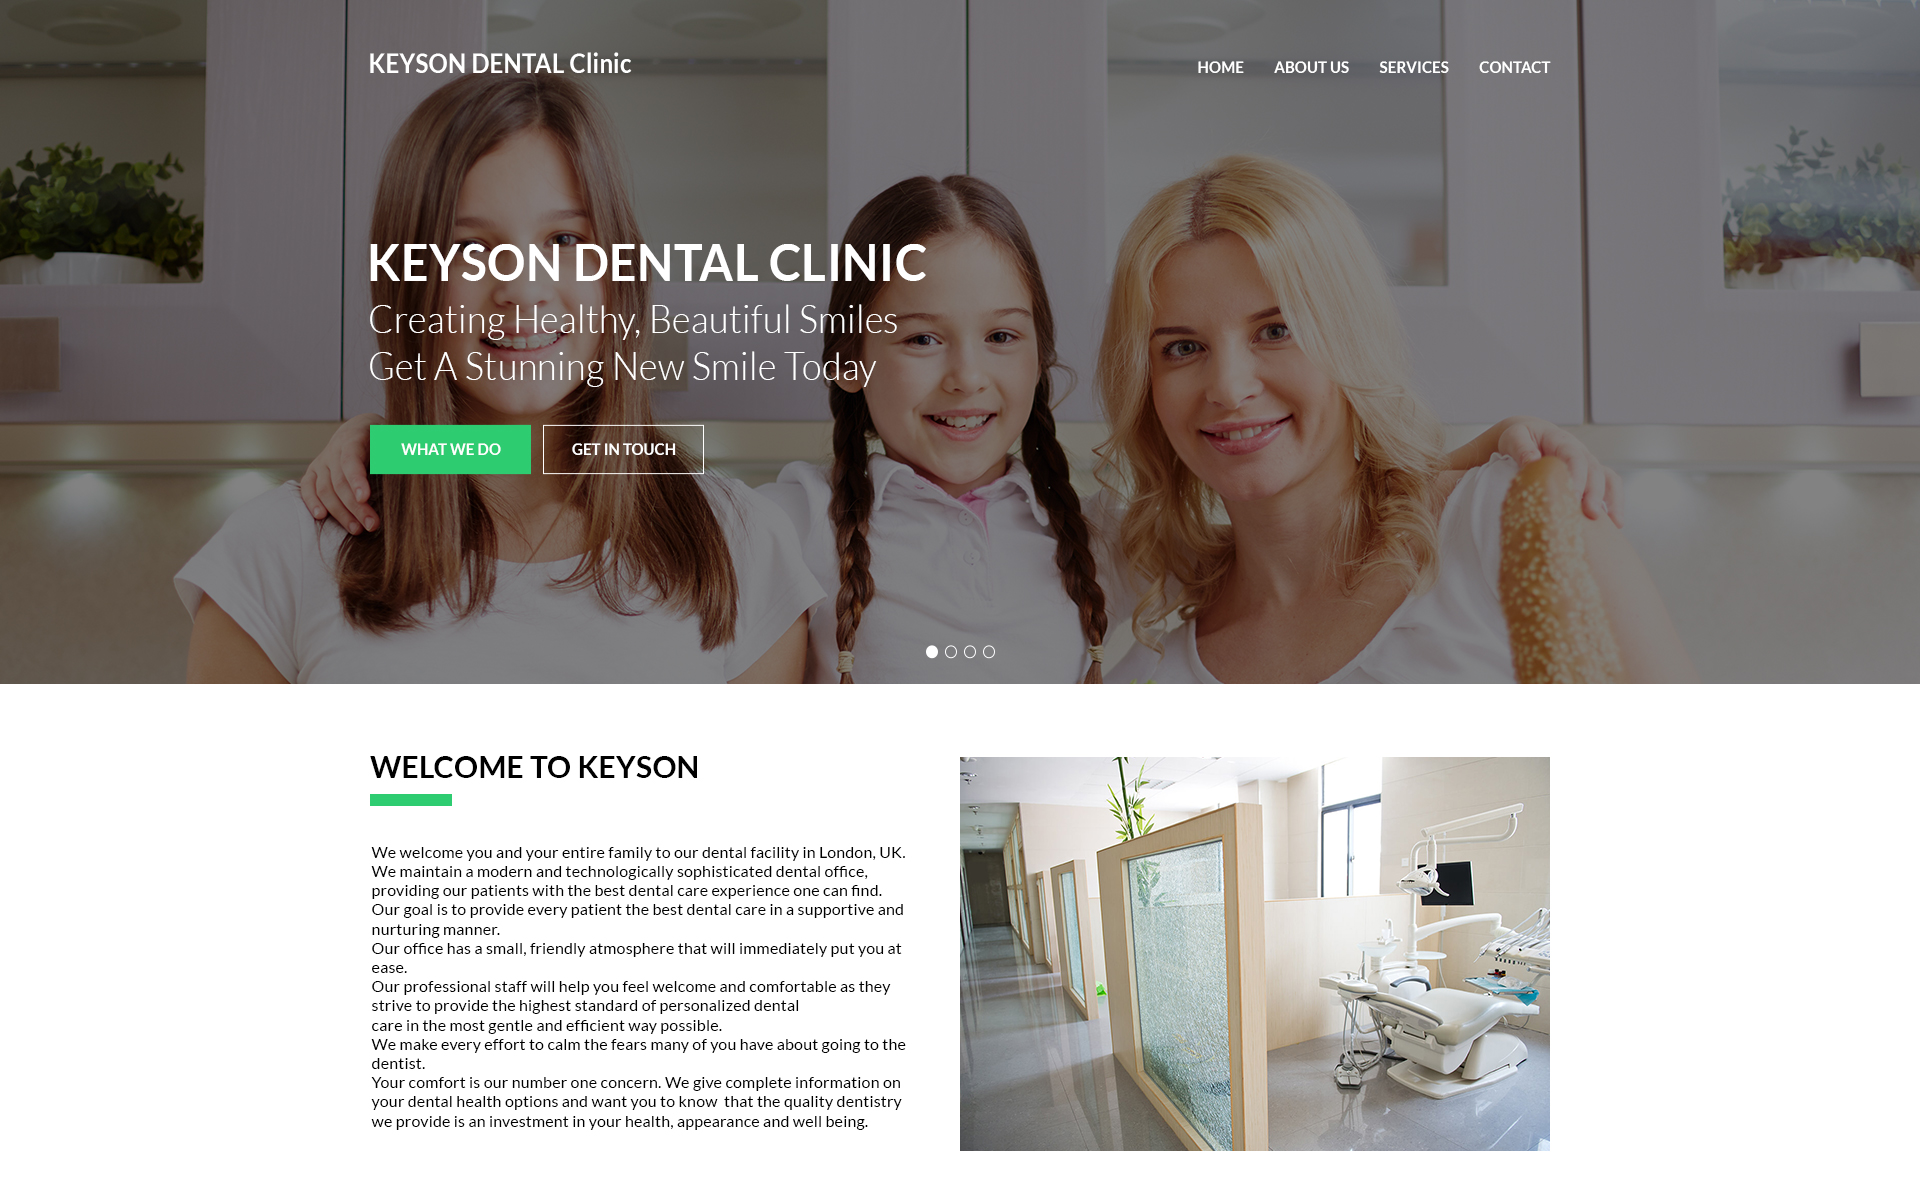 KEYSON DENTAL Clinic
HOME ABOUT US SERVICES CONTACT
KEYSON DENTAL CLINIC
Creating Healthy, Beautiful Smiles
Get A Stunning New Smile Today
WHAT WE DO GET IN TOUCH
WELCOME TO KEYSON
We welcome you and your entire family to our dental facility in London, UK.
We maintain a modern and technologically sophisticated dental office,
providing our patients with the best dental care experience one can find.
Our goal is to provide every patient the best dental care in a supportive and
nurturing manner.
Our office has a small, friendly atmosphere that will immediately put you at
ease.
Our professional staff will help you feel welcome and comfortable as they
strive to provide the highest standard of personalized dental
care in the most gentle and efficient way possible.
We make every effort to calm the fears many of you have about going to the
dentist.
Your comfort is our number one concern. We give complete information on
your dental health options and want you to know  that the quality dentistry
we provide is an investment in your health, appearance and well being.